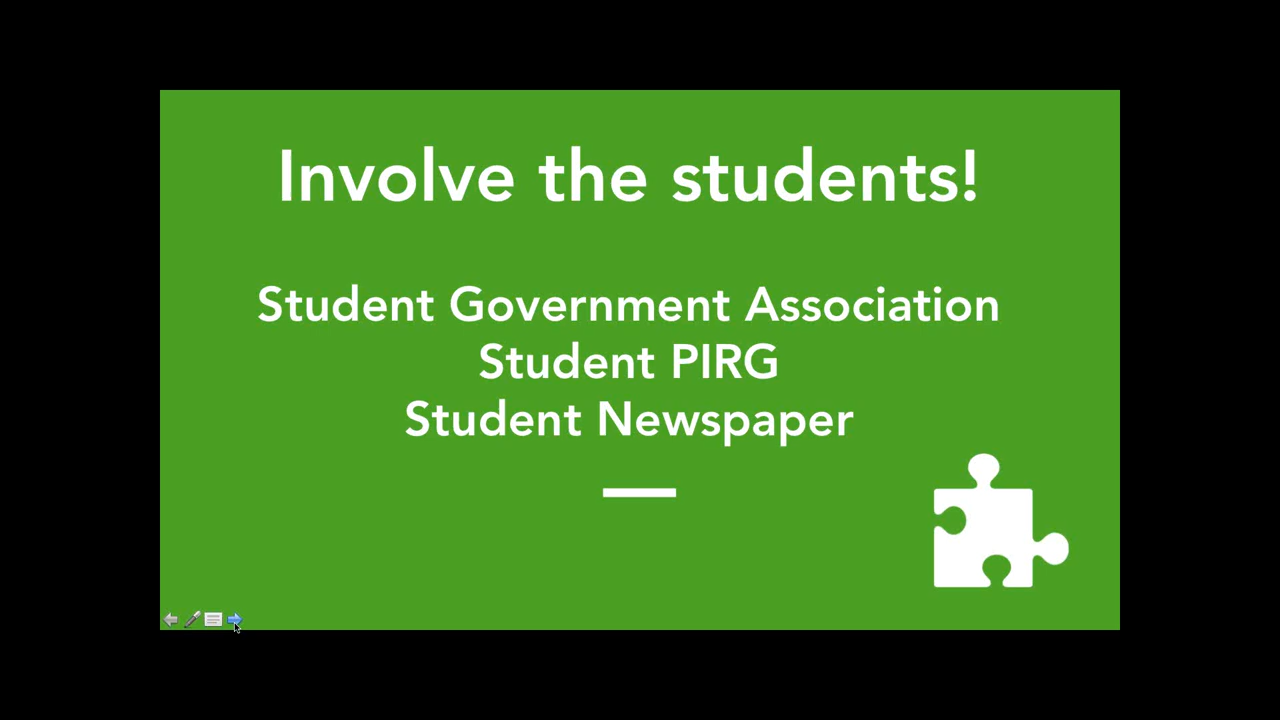 Involve the students!
Student Government Association
Student PIRG
Student Newspaper